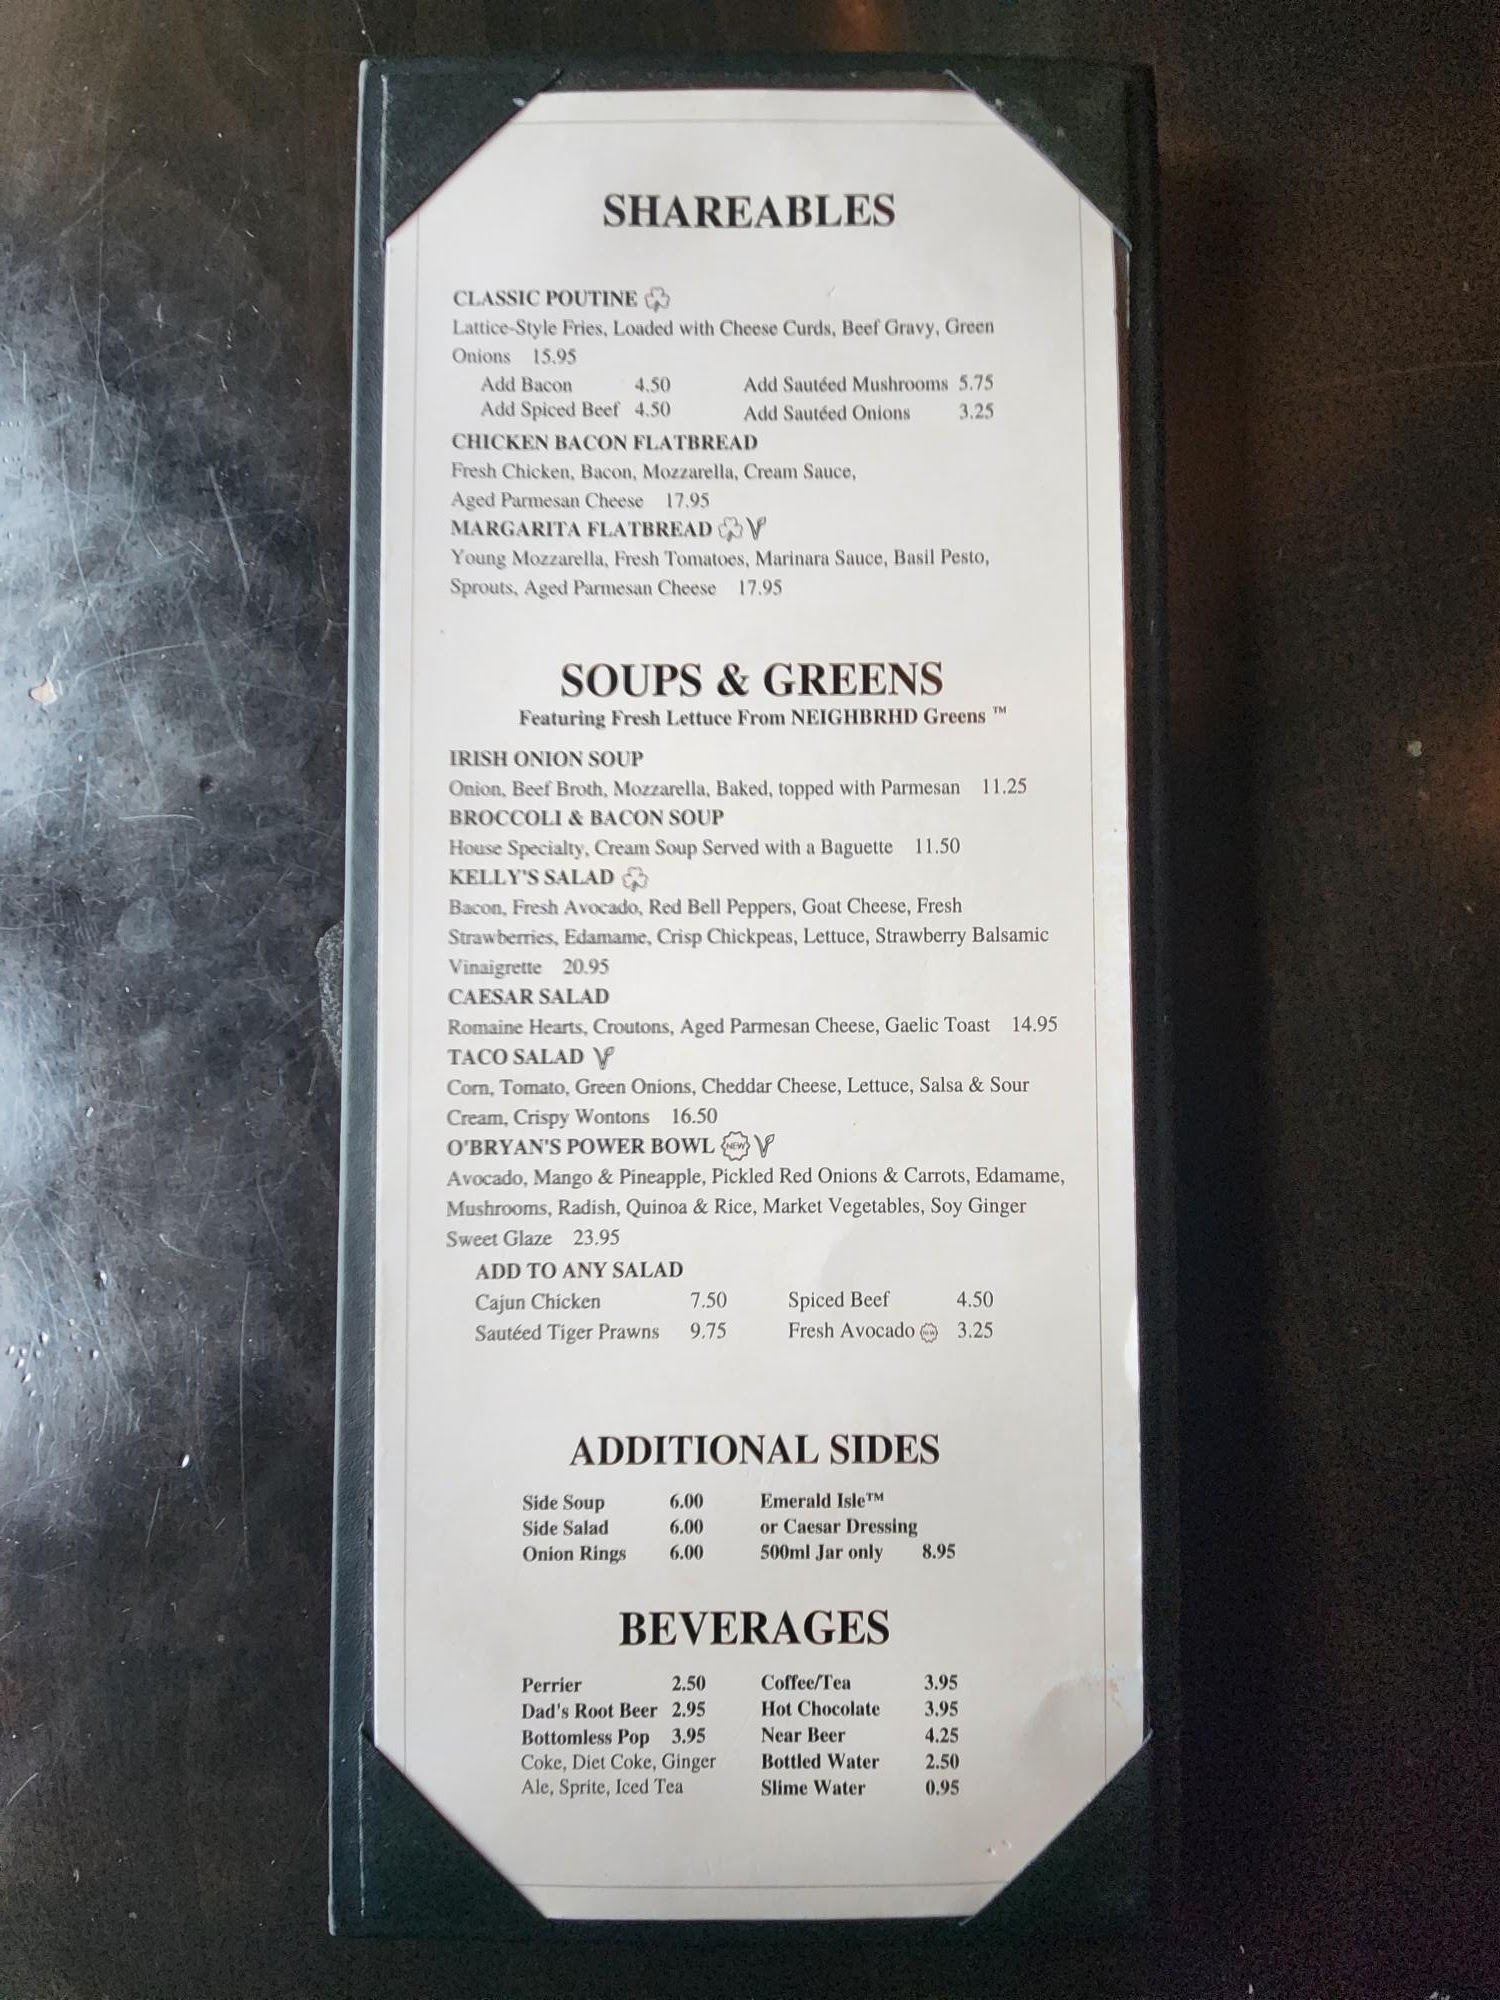 SHAREABLES
CLASSIC POUTINE
Lattice-Style Fries, Loaded with Cheese Curds, Beef Gravy, Green
Onions 15.95
Add Bacon 4.50 Add Sautéed Mushrooms 5.75
Add Spiced Beef 4.50 Add Sautéed Onions 3.25
CHICKEN BACON FLATBREAD
Fresh Chicken, Bacon, Mozzarella, Cream Sauce,
Aged Parmesan Cheese 17.95
MARGARITA FLATBREAD V
Young Mozzarella, Fresh Tomatoes, Marinara Sauce, Basil Pesto,
Sprouts, Aged Parmesan Cheese 17.95
SOUPS & GREENS
Featuring Fresh Lettuce From NEIGHBRHD Greens ™
IRISH ONION SOUP
Onion, Beef Broth, Mozzarella, Baked, topped with Parmesan 11.25
BROCCOLI & BACON SOUP
House Specialty, Cream Soup Served with a Baguette 11.50
KELLY'S SALAD
Bacon, Fresh Avocado, Red Bell Peppers, Goat Cheese, Fresh
Strawberries, Edamame, Crisp Chickpeas, Lettuce, Strawberry Balsamic
Vinaigrette 20.95
CAESAR SALAD
Romaine Hearts, Croutons, Aged Parmesan Cheese, Gaelic Toast 14.95
TACO SALAD V
Corn, Tomato, Green Onions, Cheddar Cheese, Lettuce, Salsa & Sour
Cream, Crispy Wontons 16.50
O'BRYAN'S POWER BOWL NEW V
Avocado, Mango & Pineapple, Pickled Red Onions & Carrots, Edamame,
Mushrooms, Radish, Quinoa & Rice, Market Vegetables, Soy Ginger
Sweet Glaze 23.95
ADD TO ANY SALAD
Cajun Chicken 7.50 Spiced Beef 4.50
Sautéed Tiger Prawns 9.75 Fresh Avocado NEW 3.25
ADDITIONAL SIDES
Side Soup 6.00 Emerald Isle™
Side Salad 6.00 or Caesar Dressing
Onion Rings 6.00 500ml Jar only 8.95
BEVERAGES
Perrier 2.50 Coffee/Tea 3.95
Dad's Root Beer 2.95 Hot Chocolate 3.95
Bottomless Pop 3.95 Near Beer 4.25
Coke, Diet Coke, Ginger Bottled Water 2.50
Ale, Sprite, Iced Tea Slime Water 0.95